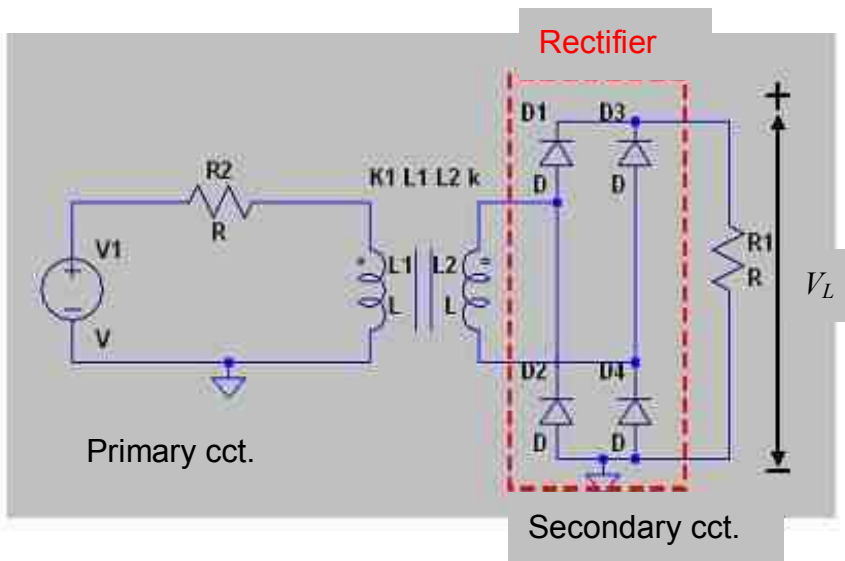 Rectifier
D1 D3
+
R2
K1 L1 L2 k
D D
R
V1
R1
L1 L2
R
V_L
L L
V
D2 D4
D D
Primary cct.
Secondary cct.